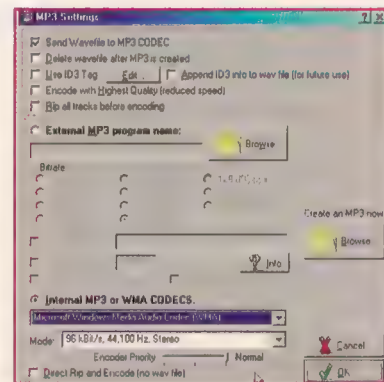 MP3 Settings
Send Wavefile to MP3 CODEC
Delete wavefile after MP3 is created
Use ID3 Tag Edit... Append ID3 info to wav file (for future use)
Encode with Highest Quality (reduced speed)
Rip all tracks before encoding
External MP3 program name:
Browse
Bitrate
Create an MP3 now
Browse
Info
Internal MP3 or WMA CODECS.
Microsoft Windows Media Audio Codec (WMA)
Mode: 96 kBit/s, 44,100 Hz, Stereo
Encoder Priority Normal
Cancel
Direct Rip and Encode (no wav file)
OK